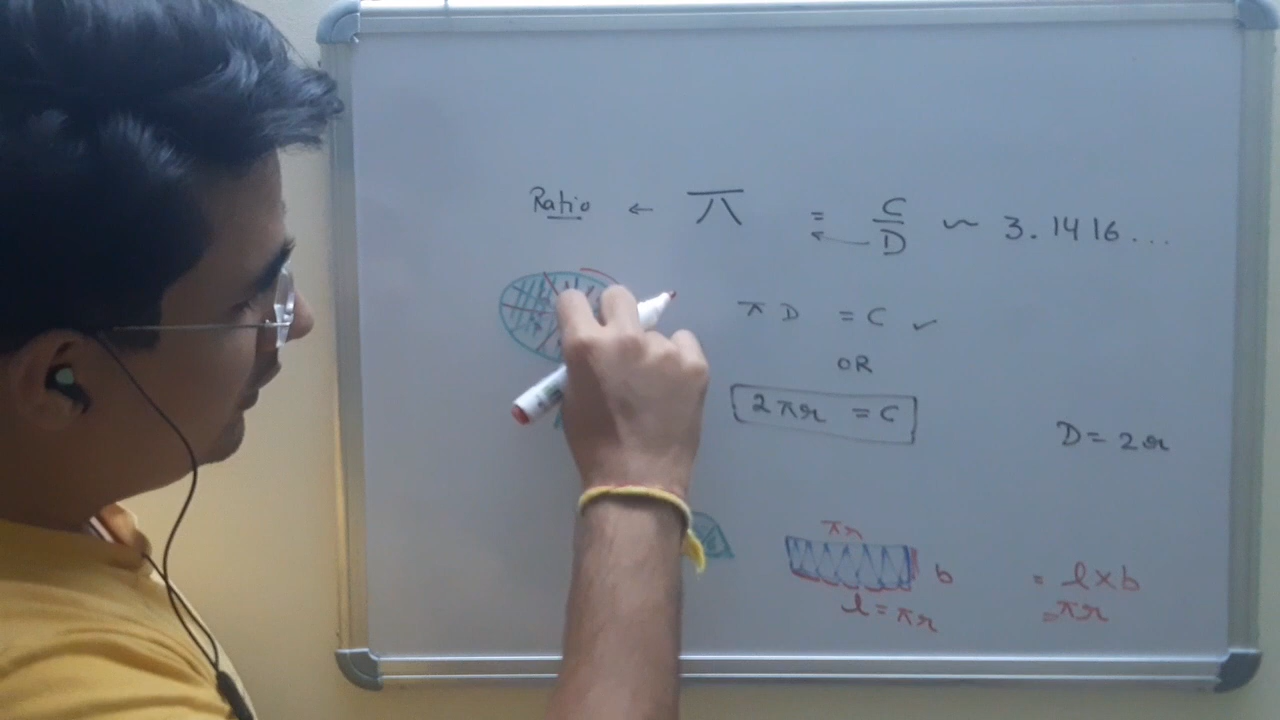 Ratio ← π = C/D ~ 3.1416...
πD = C ✓
OR
2πr = C
D = 2r
πr
b
l = πr
= l×b
= πr